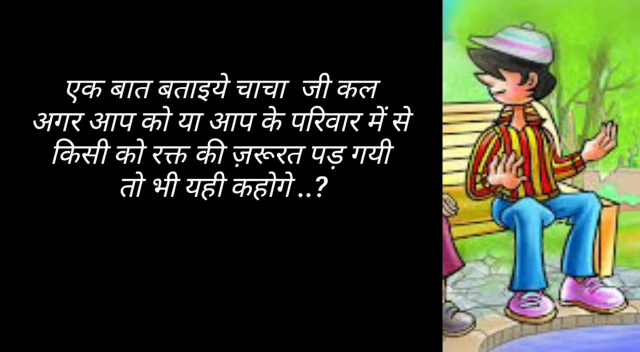 एक बात बताइये चाचा जी कल
अगर आप को या आप के परिवार में से
किसी को रक्त की ज़रूरत पड़ गयी
तो भी यही कहोगे ..?